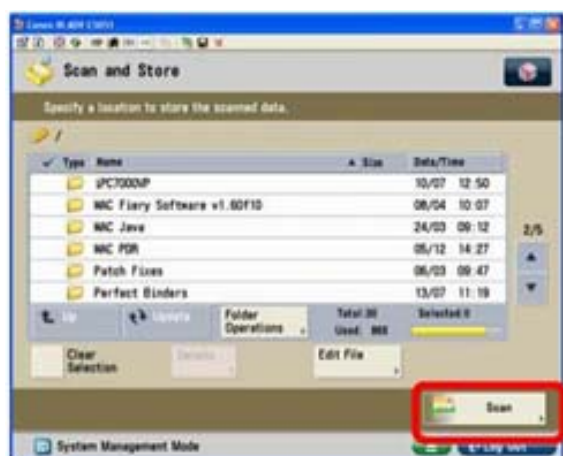 Scan and Store
Specify a location to store the scanned data.
/
Type Name ▲ Size Date/Time
iPC7000VP 10/07 12:50
MAC Fiery Software v1.60f10 08/04 10:07
MAC Java 24/03 09:12
MAC PDR 05/12 14:27
Patch Fixes 06/03 09:47
Perfect Binders 13/07 11:19
2/5
Up Update Folder Operations Selected:0
Clear Selection Details Edit File
Scan
System Management Mode
Log Out